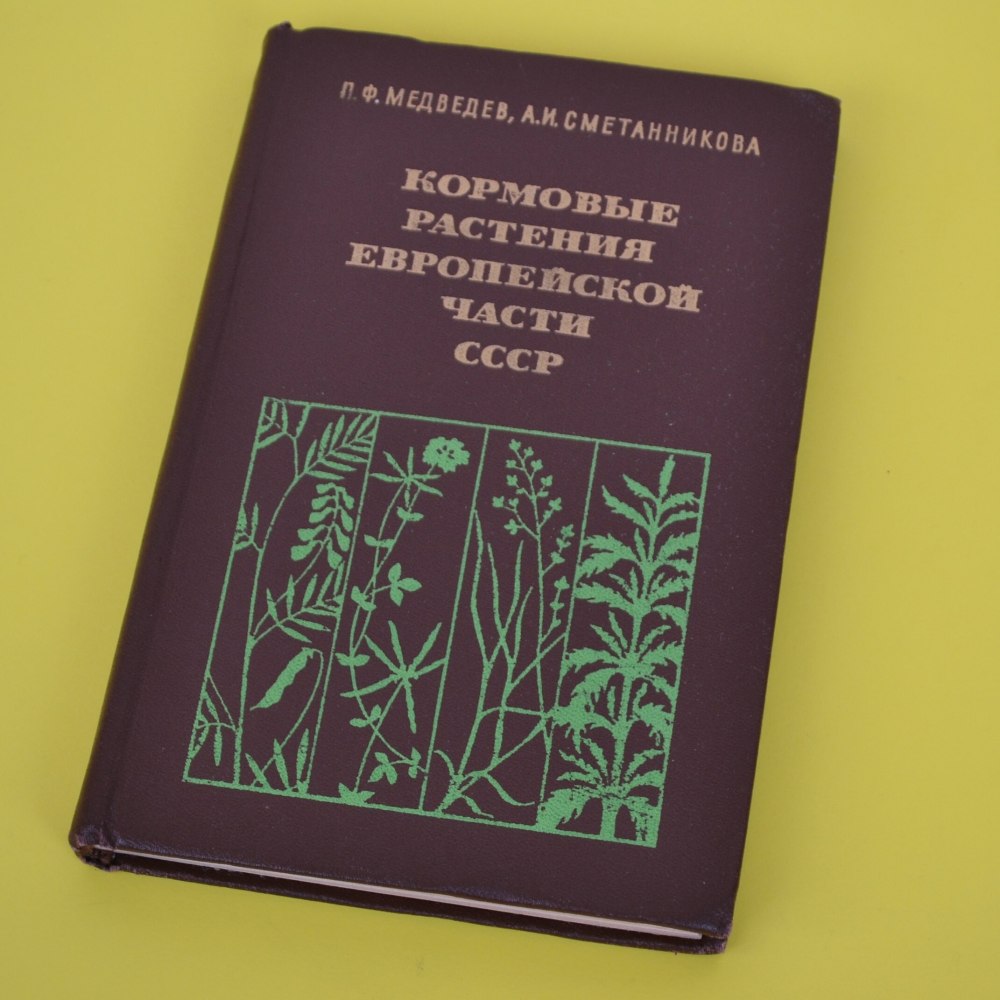 П. Ф. МЕДВЕДЕВ, А. И. СМЕТАННИКОВА
КОРМОВЫЕ
РАСТЕНИЯ
ЕВРОПЕЙСКОЙ
ЧАСТИ
СССР